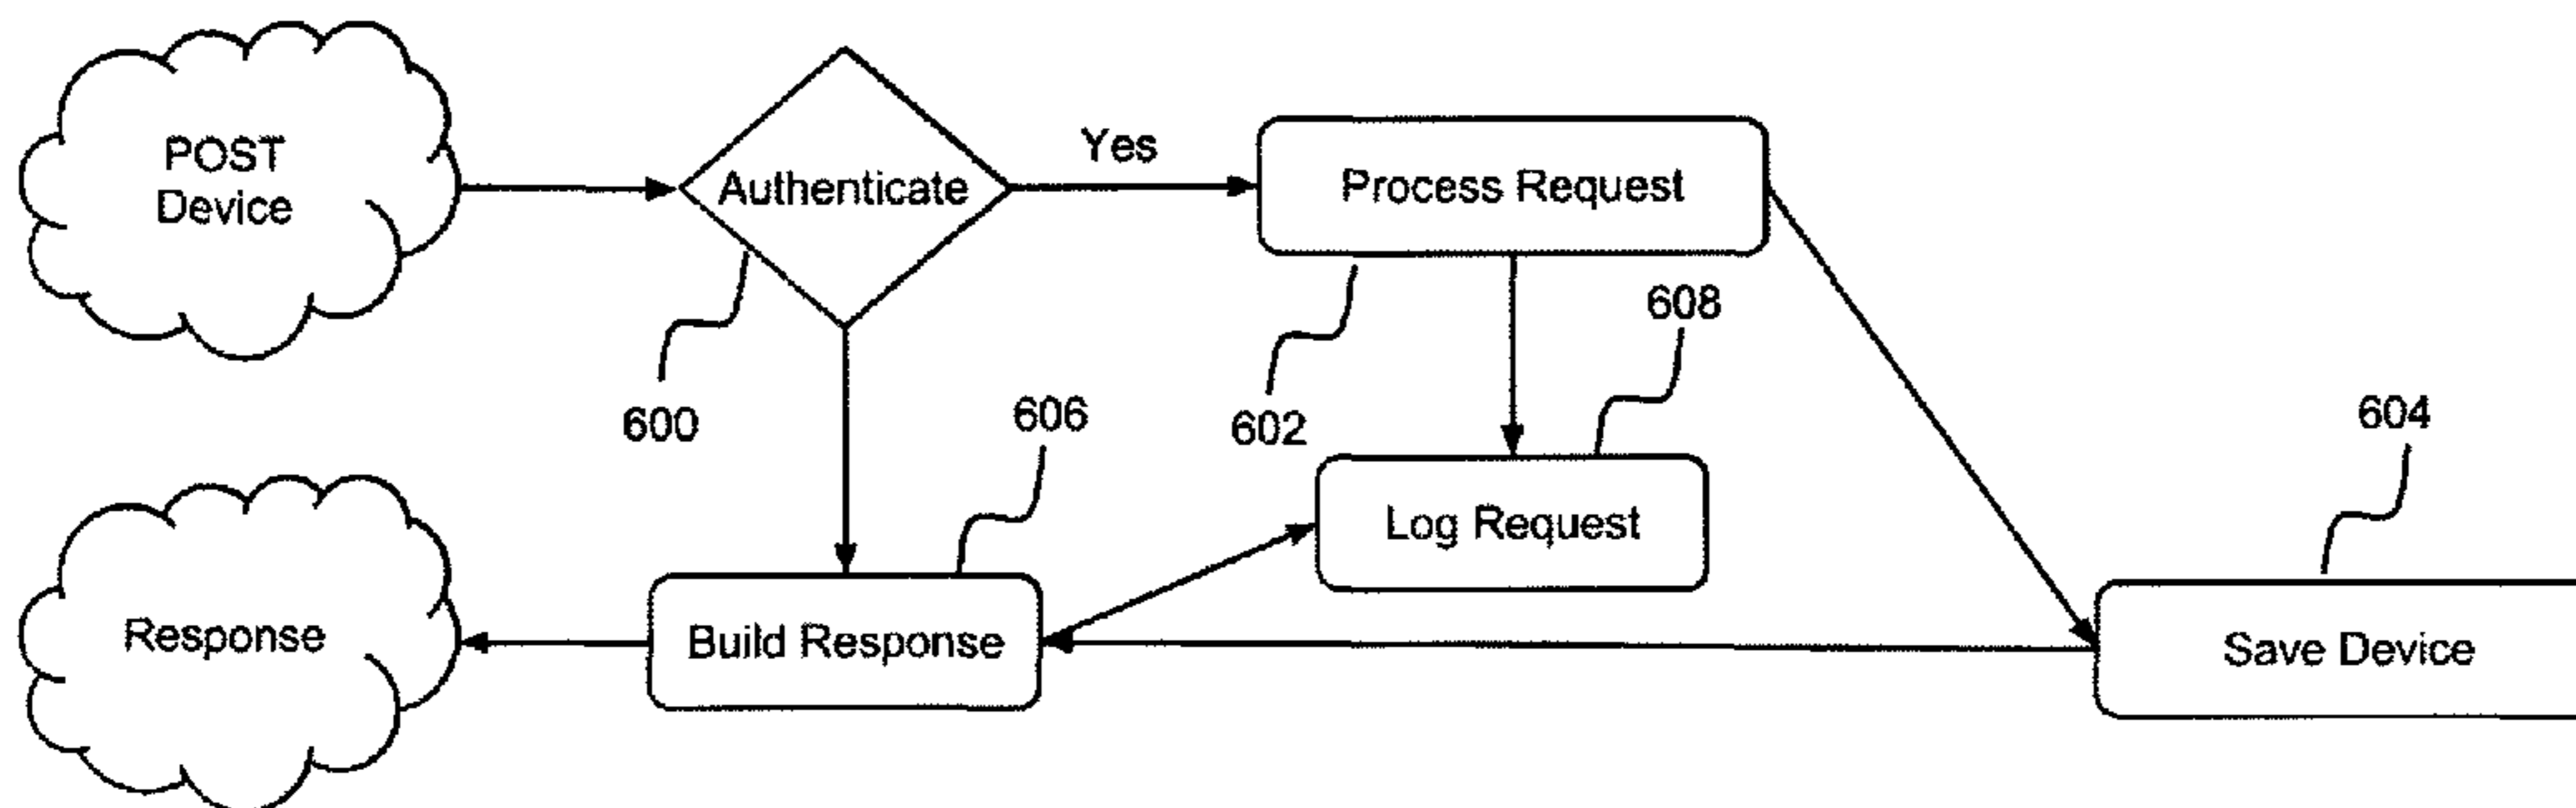 POST
Device
Authenticate
Yes
Process Request
600
602
608
606
604
Log Request
Response
Build Response
Save Device